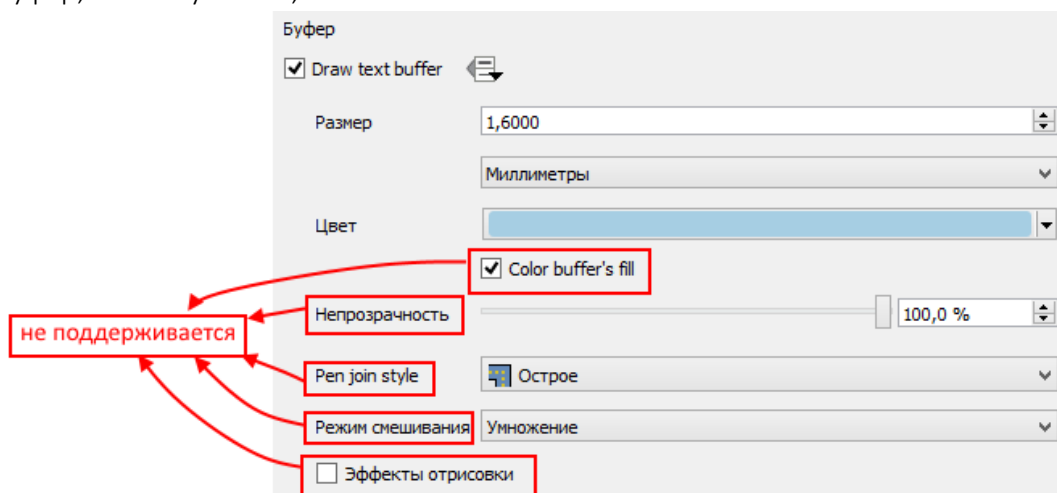 Буфер
Draw text buffer
Размер 1,6000
Миллиметры
Цвет
Color buffer's fill
не поддерживается
Непрозрачность 100,0 %
Pen join style Острое
Режим смешивания Умножение
Эффекты отрисовки